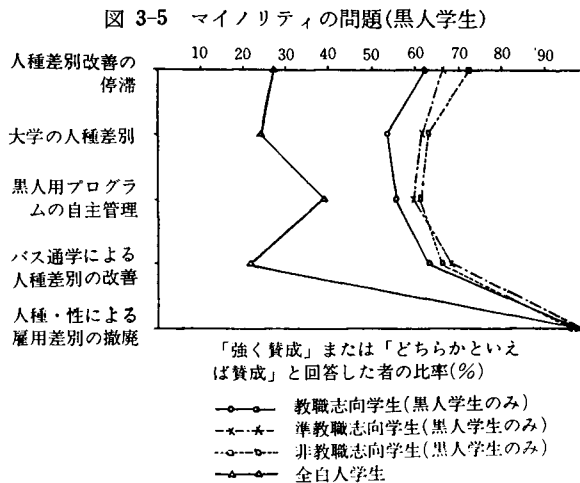 図 3-5 マイノリティの問題(黒人学生)
10 20 30 40 50 60 70 80 90
人種差別改善の
停滞
大学の人種差別
黒人用プログラ
ムの自主管理
バス通学による
人種差別の改善
人種・性による
雇用差別の撤廃
「強く賛成」または「どちらかといえ
ば賛成」と回答した者の比率(%)
教職志向学生(黒人学生のみ)
準教職志向学生(黒人学生のみ)
非教職志向学生(黒人学生のみ)
全白人学生